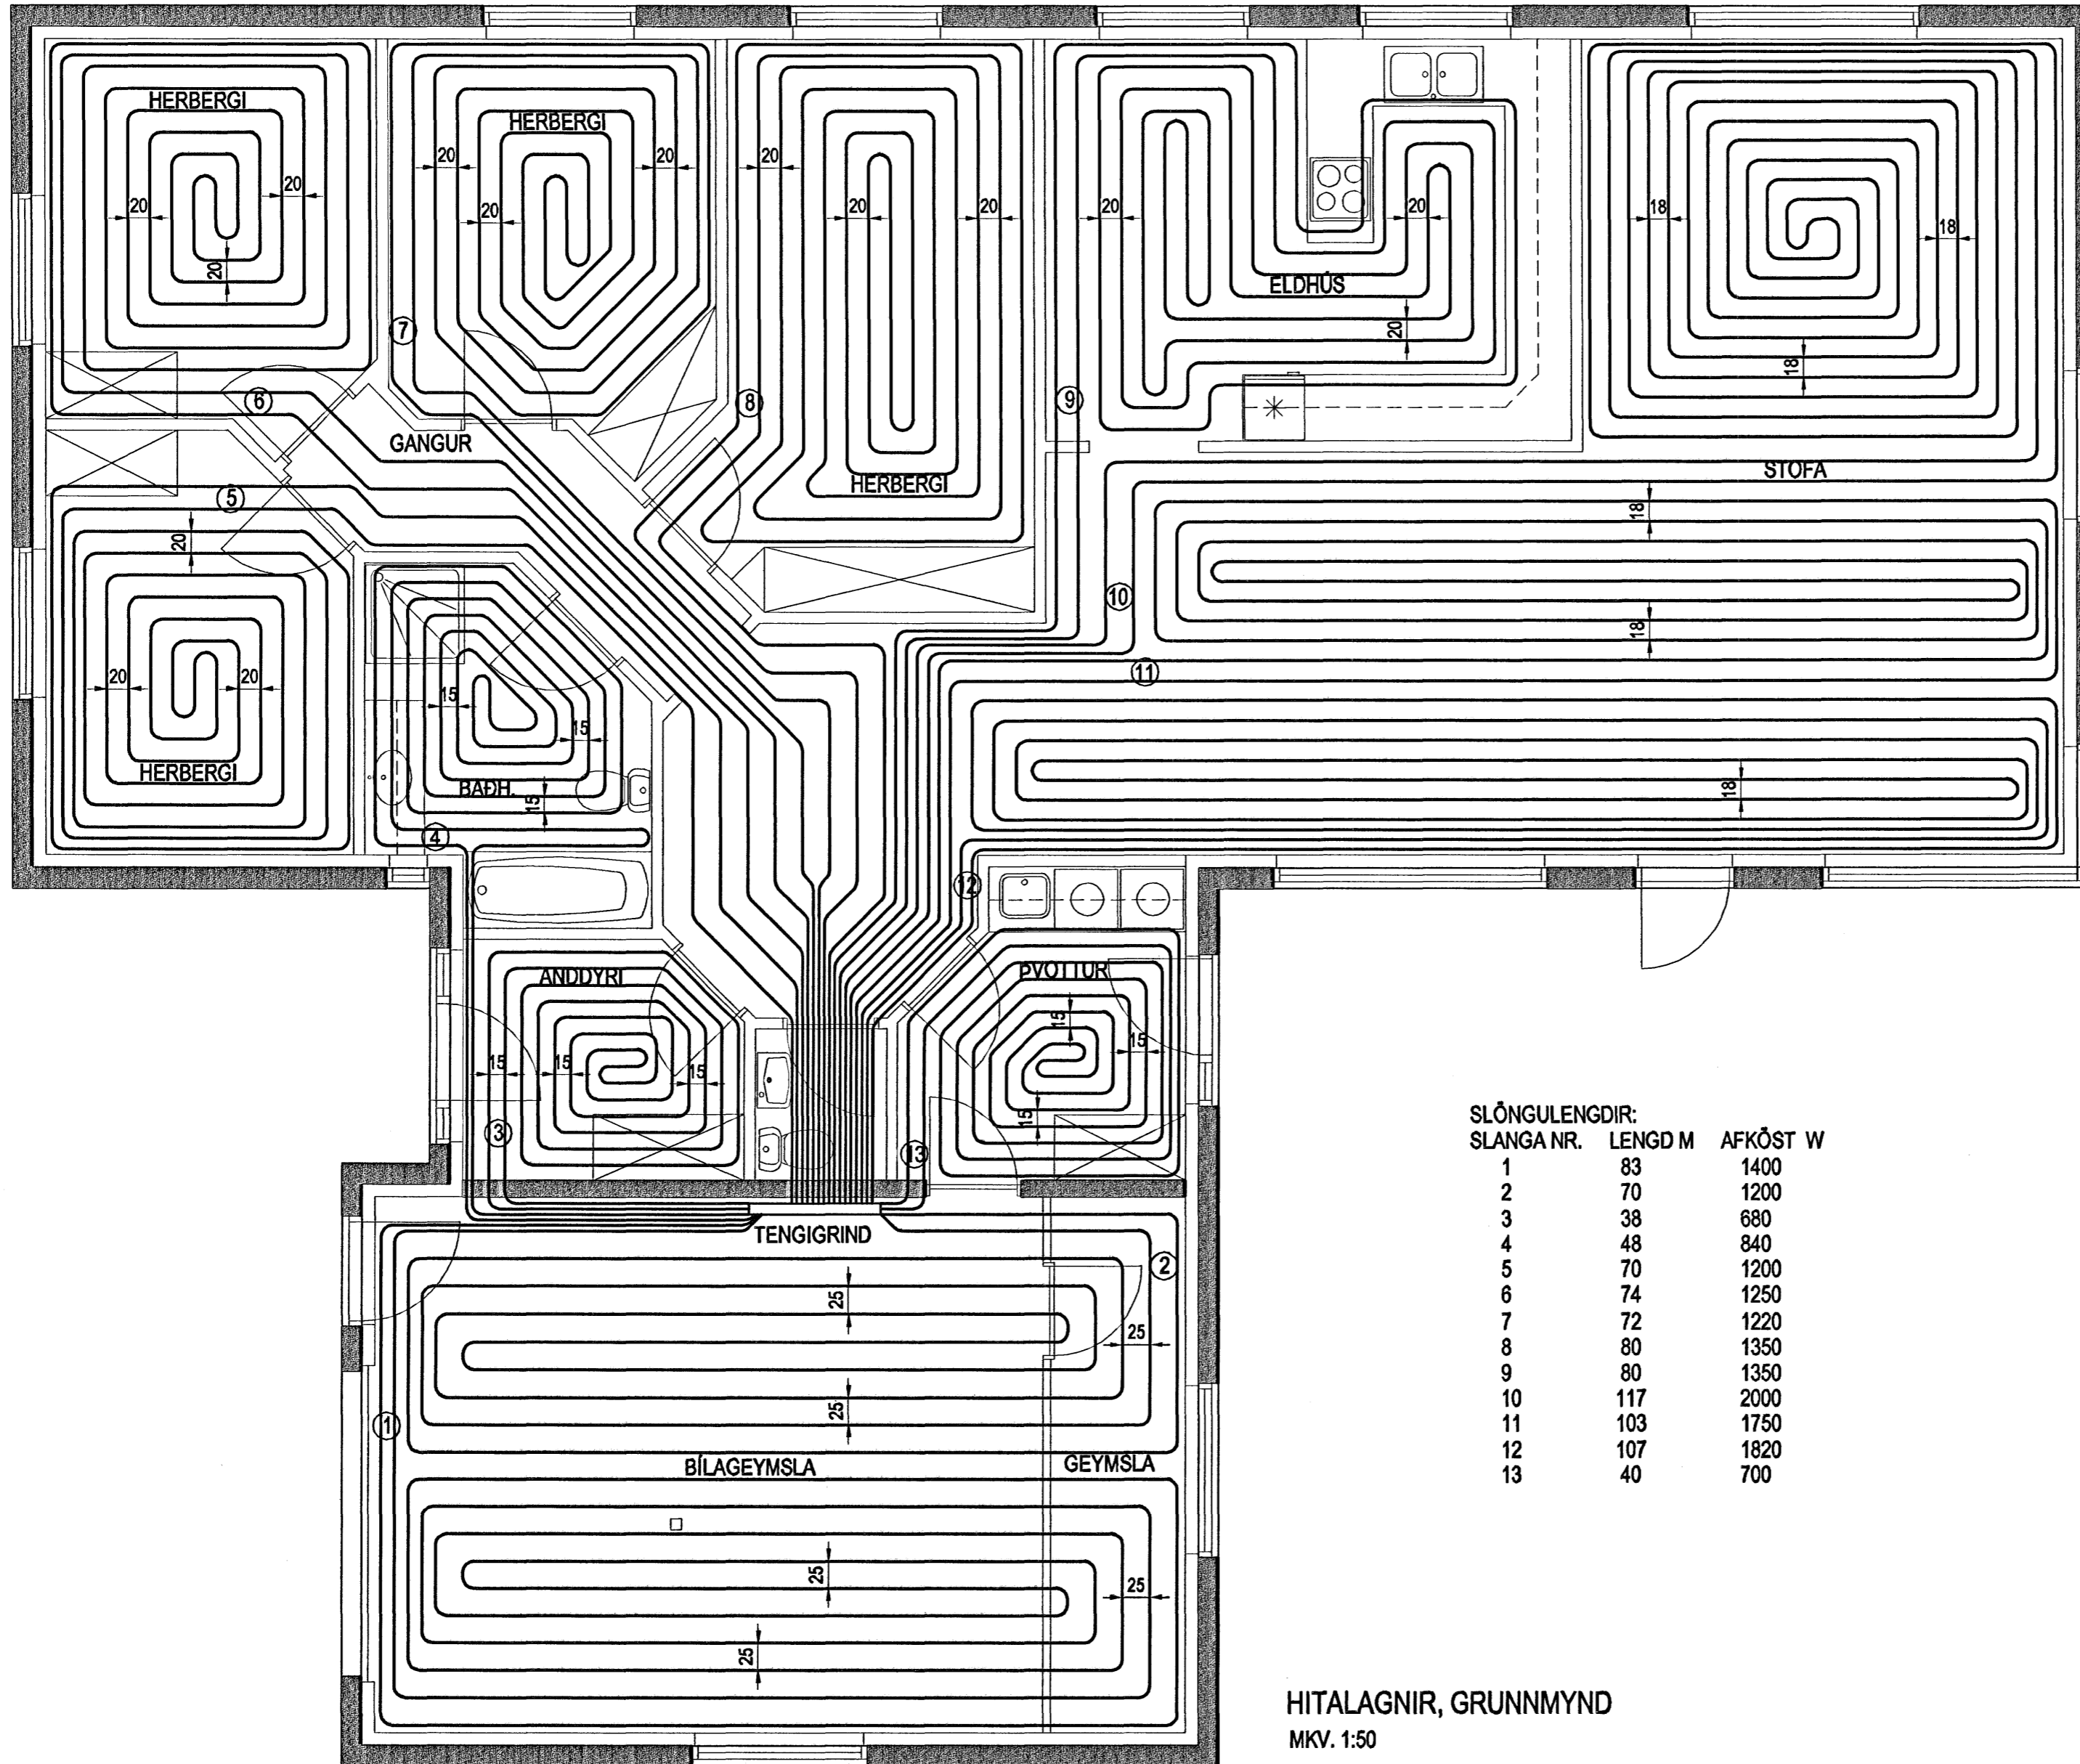 HERBERGI
HERBERGI
20
20
20
20
20
20
20
20
20
20
20
20
18
18
20
ELDHÚS
7
20
18
6
8
9
GANGUR
STOFA
5
HERBERGI
18
20
10
18
11
20
20
15
15
HERBERGI
BAÐH.
15
18
4
12
ANDDYRI
ÞVOTTUR
15
15
15
15
15
15
3
13
SLÖNGULENGDIR:
SLANGA NR. LENGD M AFKÖST W
1 83 1400
2 70 1200
3 38 680
4 48 840
5 70 1200
6 74 1250
7 72 1220
8 80 1350
9 80 1350
10 117 2000
11 103 1750
12 107 1820
13 40 700
TENGIGRIND
2
25
25
25
1
BÍLAGEYMSLA
GEYMSLA
25
25
25
HITALAGNIR, GRUNNMYND
MKV. 1:50